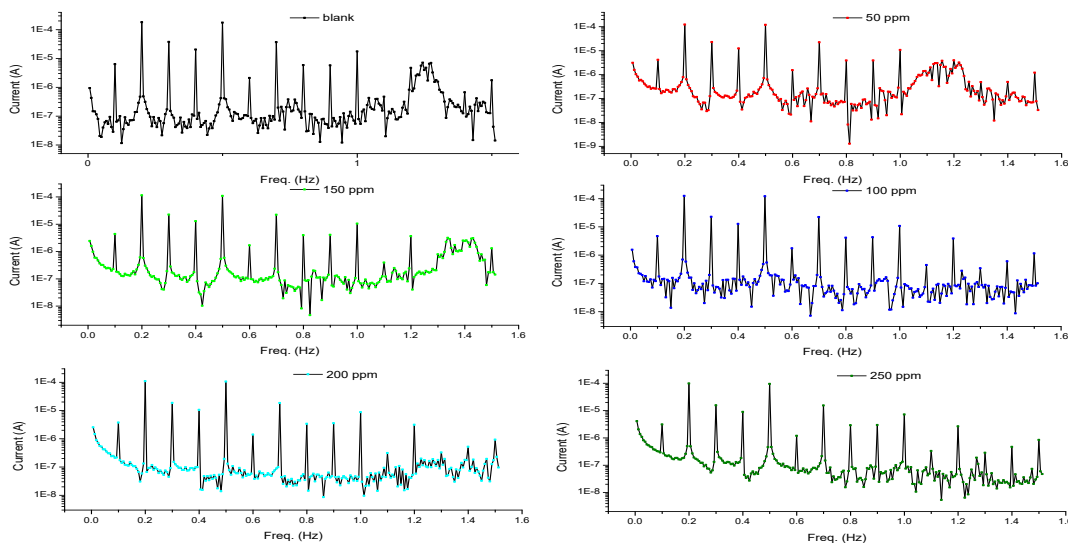 blank
1E-4
1E-5
1E-6
1E-7
1E-8
Current (A)
0
1
Freq. (Hz)
50 ppm
1E-4
1E-5
1E-6
1E-7
1E-8
1E-9
Current (A)
0.0 0.2 0.4 0.6 0.8 1.0 1.2 1.4 1.6
Freq. (Hz)
150 ppm
1E-4
1E-5
1E-6
1E-7
1E-8
Current (A)
0.0 0.2 0.4 0.6 0.8 1.0 1.2 1.4 1.6
Freq. (Hz)
100 ppm
1E-4
1E-5
1E-6
1E-7
1E-8
Current (A)
0.0 0.2 0.4 0.6 0.8 1.0 1.2 1.4 1.6
Freq. (Hz)
200 ppm
1E-4
1E-5
1E-6
1E-7
1E-8
Current (A)
0.0 0.2 0.4 0.6 0.8 1.0 1.2 1.4 1.6
Freq. (Hz)
250 ppm
1E-4
1E-5
1E-6
1E-7
1E-8
Current (A)
0.0 0.2 0.4 0.6 0.8 1.0 1.2 1.4 1.6
Freq. (Hz)